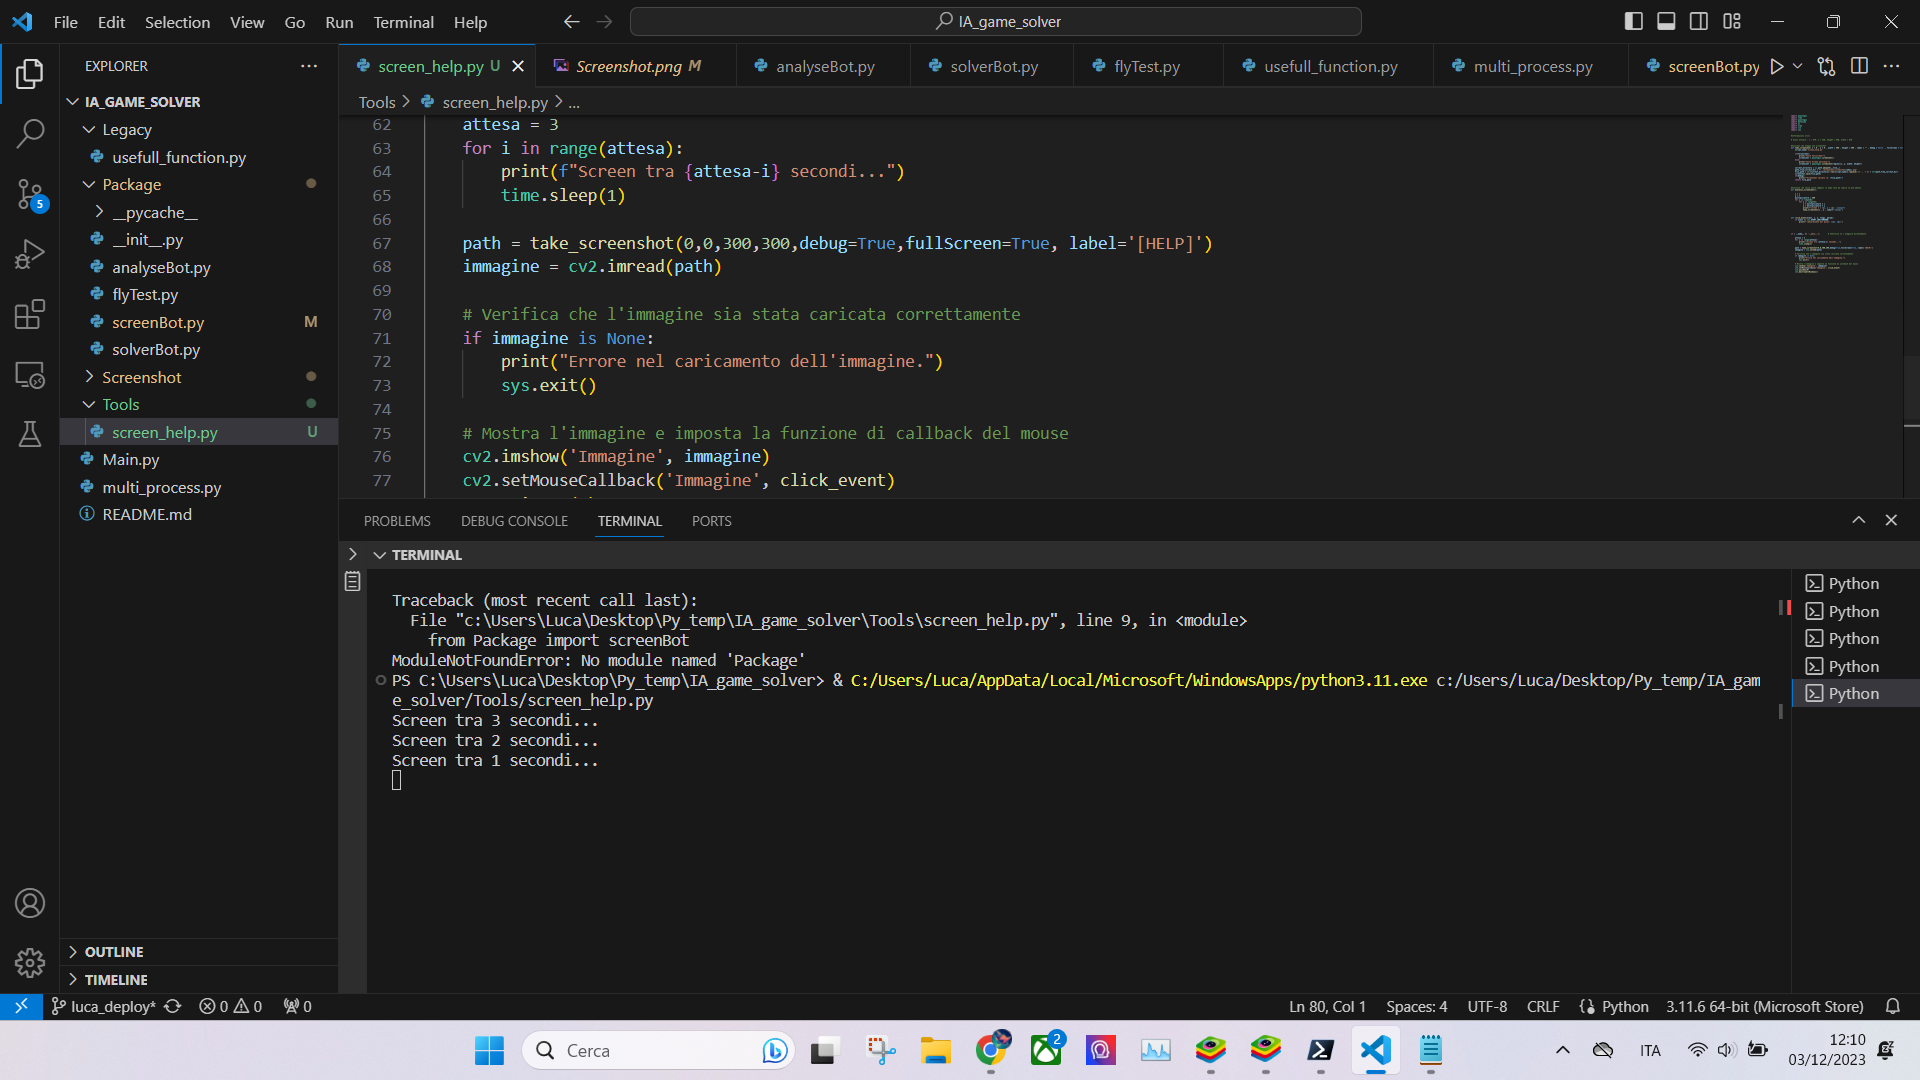 File Edit Selection View Go Run Terminal Help
IA_game_solver
EXPLORER
IA_GAME_SOLVER
Legacy
usefull_function.py
Package
__pycache__
__init__.py
analyseBot.py
flyTest.py
screenBot.py M
solverBot.py
Screenshot
Tools
screen_help.py U
Main.py
multi_process.py
README.md
OUTLINE
TIMELINE
5
screen_help.py U
Screenshot.png M
analyseBot.py
solverBot.py
flyTest.py
usefull_function.py
multi_process.py
screenBot.py
Tools > screen_help.py > ...
62 attesa = 3
63 for i in range(attesa):
64 print(f"Screen tra {attesa-i} secondi...")
65 time.sleep(1)
66
67 path = take_screenshot(0,0,300,300,debug=True,fullScreen=True, label='[HELP]')
68 immagine = cv2.imread(path)
69
70 # Verifica che l'immagine sia stata caricata correttamente
71 if immagine is None:
72 print("Errore nel caricamento dell'immagine.")
73 sys.exit()
74
75 # Mostra l'immagine e imposta la funzione di callback del mouse
76 cv2.imshow('Immagine', immagine)
77 cv2.setMouseCallback('Immagine', click_event)
PROBLEMS DEBUG CONSOLE TERMINAL PORTS
TERMINAL
Traceback (most recent call last):
File "c:\Users\Luca\Desktop\Py_temp\IA_game_solver\Tools\screen_help.py", line 9, in <module>
from Package import screenBot
ModuleNotFoundError: No module named 'Package'
PS C:\Users\Luca\Desktop\Py_temp\IA_game_solver> & C:/Users/Luca/AppData/Local/Microsoft/WindowsApps/python3.11.exe c:/Users/Luca/Desktop/Py_temp/IA_gam
e_solver/Tools/screen_help.py
Screen tra 3 secondi...
Screen tra 2 secondi...
Screen tra 1 secondi...
Python
Python
Python
Python
Python
luca_deploy* 0 0 0
Ln 80, Col 1 Spaces: 4 UTF-8 CRLF Python 3.11.6 64-bit (Microsoft Store)
Cerca
2
ITA
12:10
03/12/2023